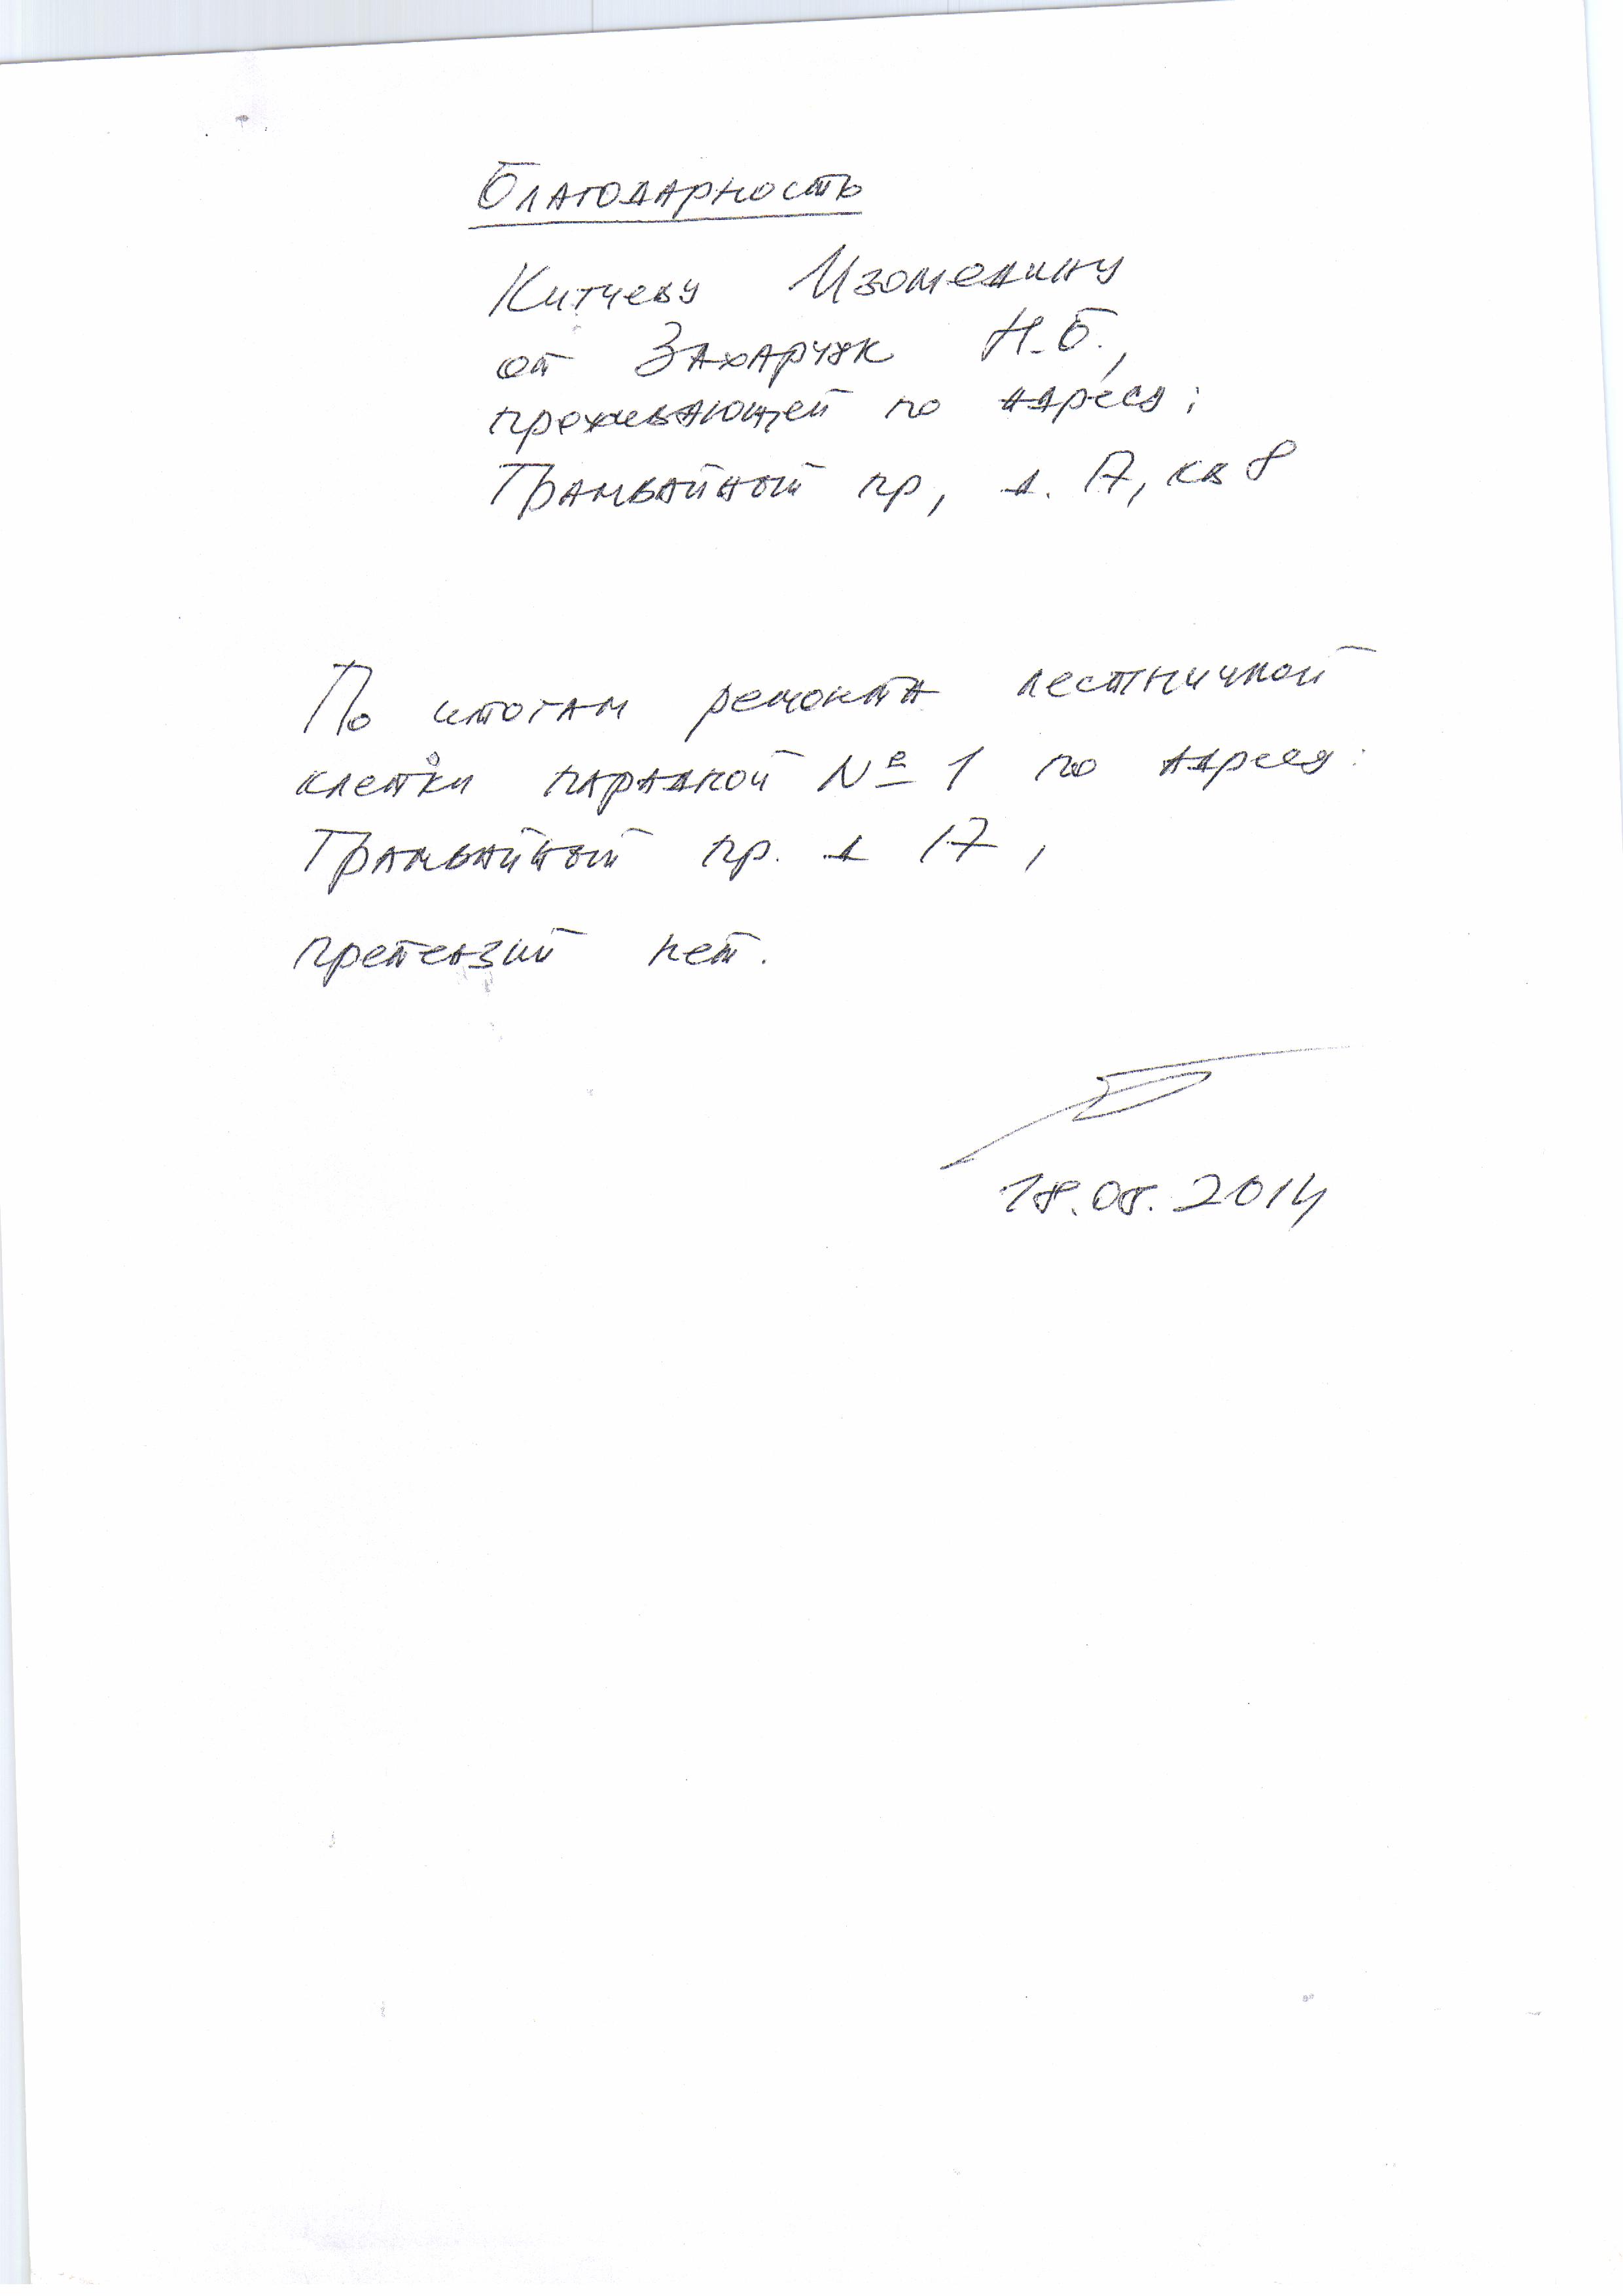 Благодарность
Китчеву Изомедину
от Захарчук Н.Б.,
проживающей по адресу:
Трамвайный пр, д. 17, кв 8
По итогам ремонта лестничной
клетки парадной № 1 по адресу:
Трамвайный пр. д 17,
претензий нет.
18.08.2014